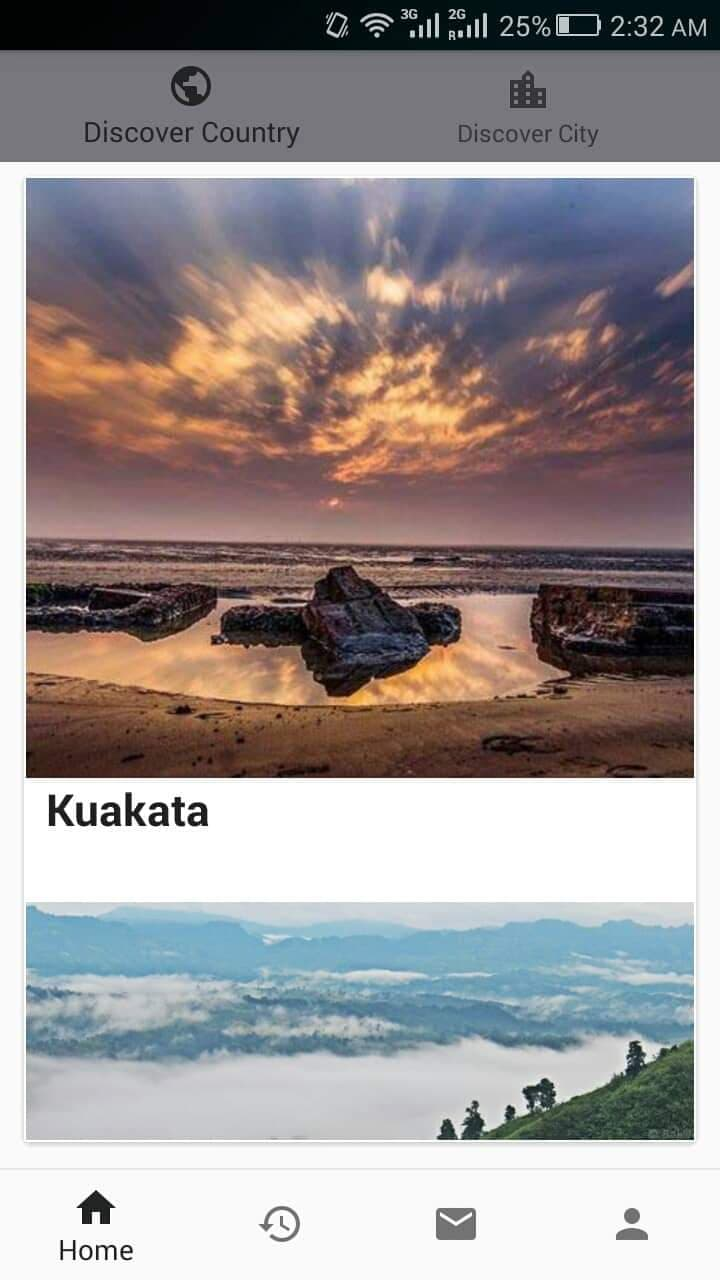 3G 2G R 25% 2:32 AM
Discover Country Discover City
Kuakata
Home